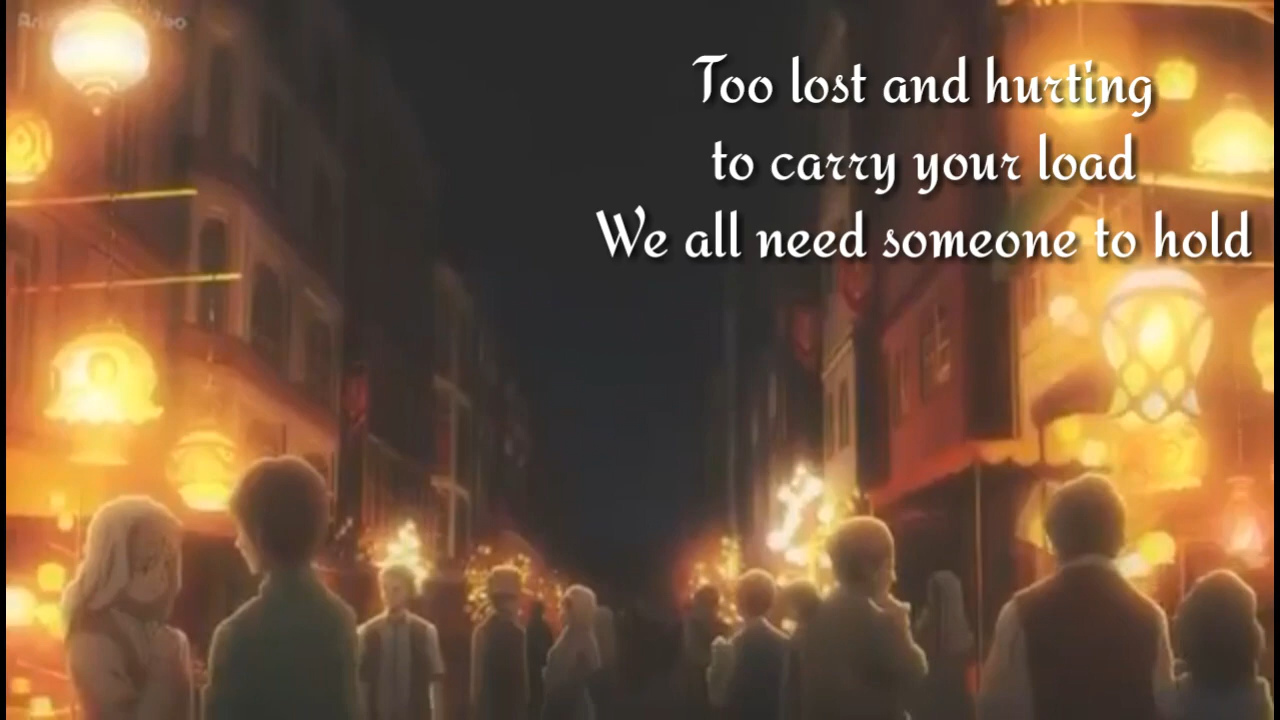 Too lost and hurting
to carry your load
We all need someone to hold